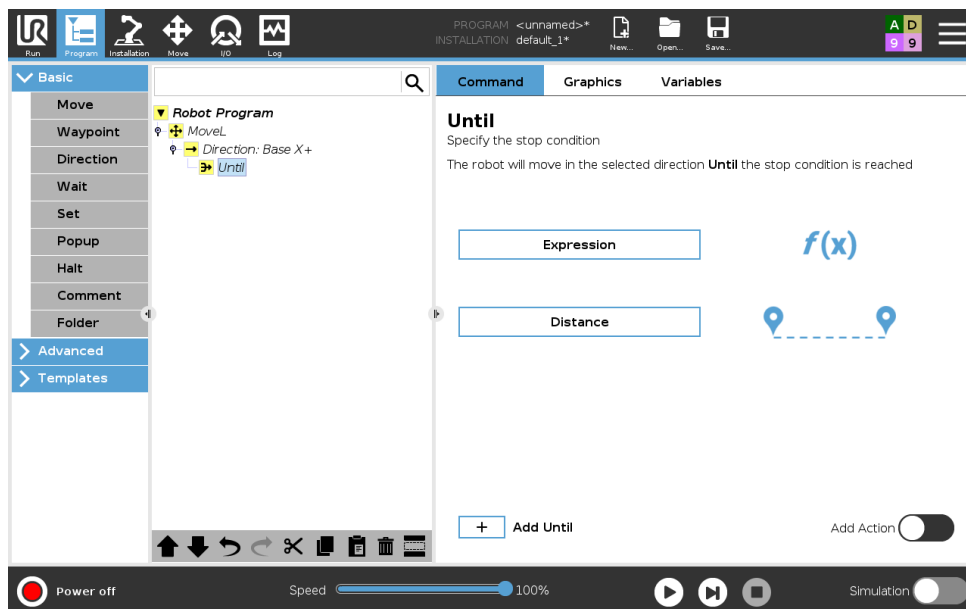 PROGRAM <unnamed>*
INSTALLATION default_1*
UR
Run
Program
Installation
Move
I/O
Log
New...
Open...
Save...
A D
9 9
Basic
Move
Waypoint
Direction
Wait
Set
Popup
Halt
Comment
Folder
Advanced
Templates
Robot Program
MoveL
Direction: Base X+
Until
Command
Graphics
Variables
Until
Specify the stop condition
The robot will move in the selected direction Until the stop condition is reached
Expression
f(x)
Distance
+ Add Until
Add Action
Power off
Speed
100%
Simulation